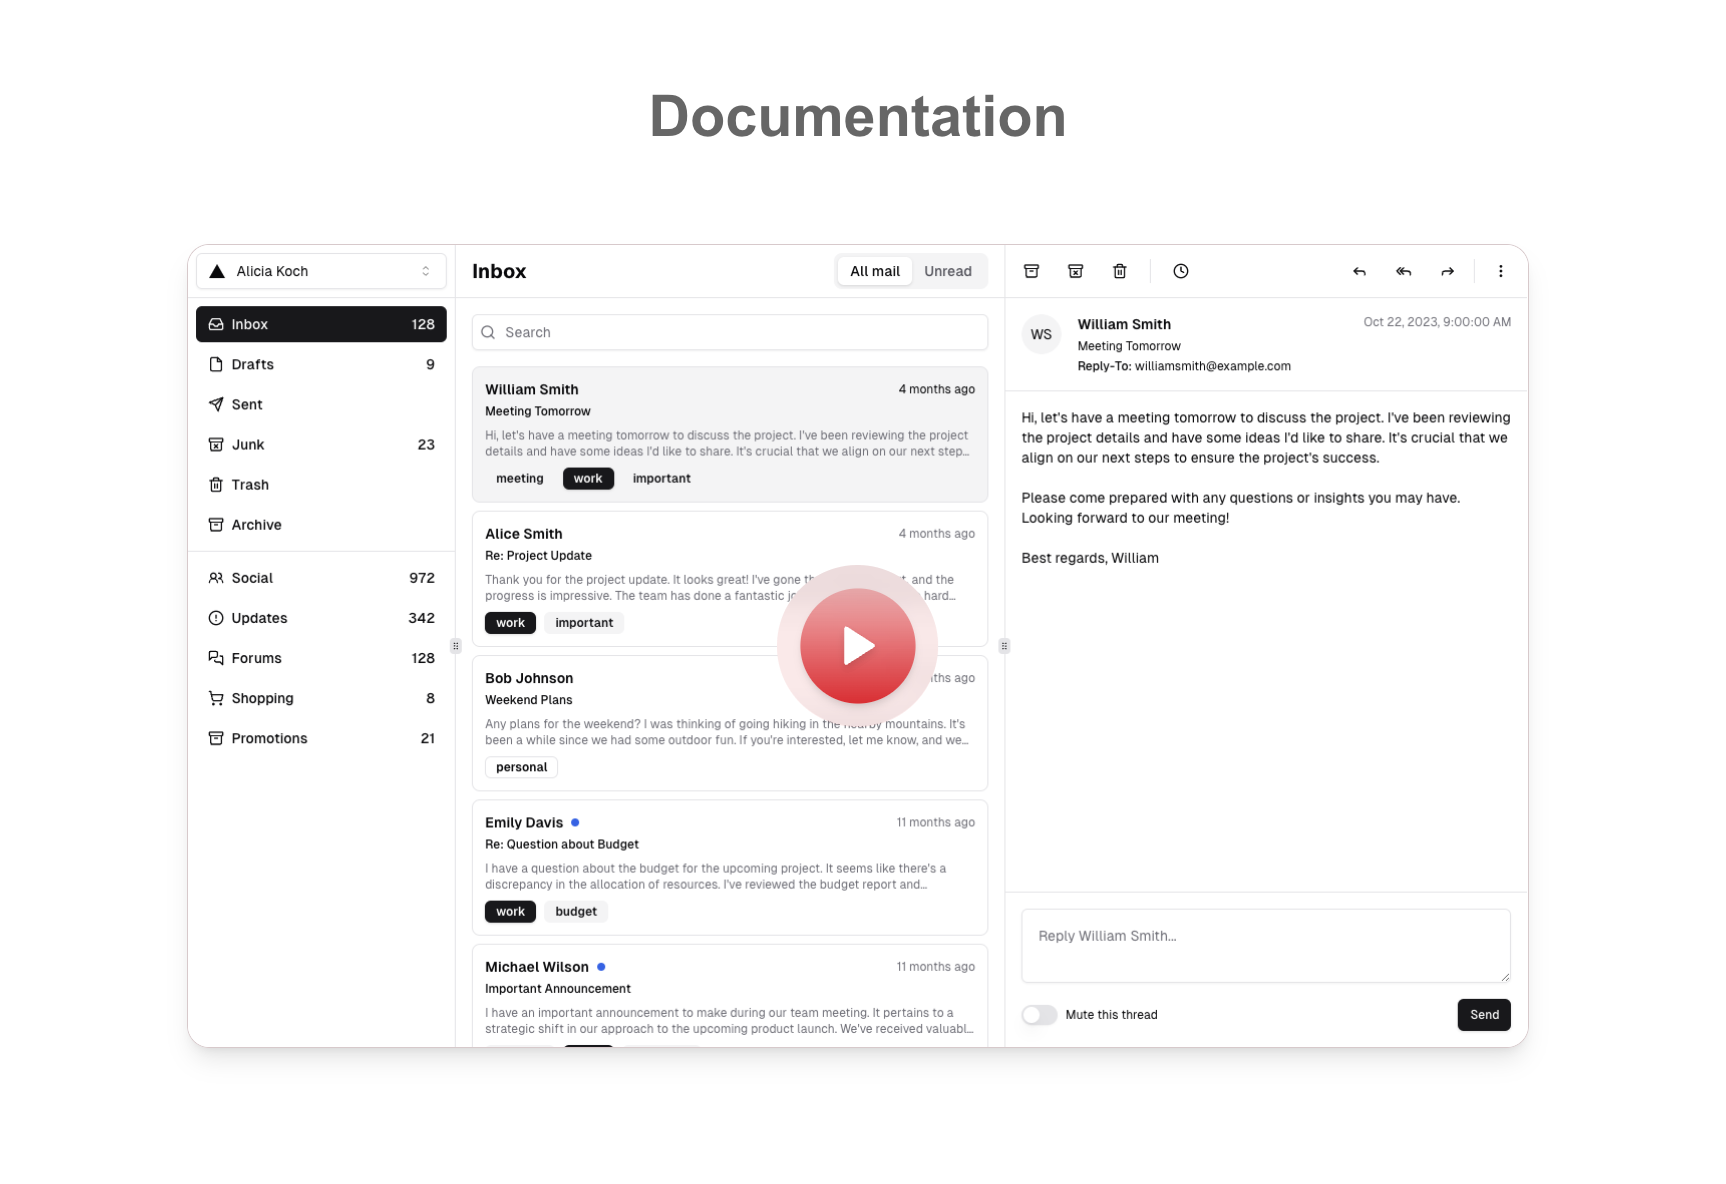 Documentation
Alicia Koch
Inbox 128
Drafts 9
Sent
Junk 23
Trash
Archive
Social 972
Updates 342
Forums 128
Shopping 8
Promotions 21
Inbox
All mail Unread
Search
William Smith 4 months ago
Meeting Tomorrow
Hi, let's have a meeting tomorrow to discuss the project. I've been reviewing the project
details and have some ideas I'd like to share. It's crucial that we align on our next step…
meeting work important
Alice Smith 4 months ago
Re: Project Update
Thank you for the project update. It looks great! I've gone and the
progress is impressive. The team has done a fantastic hard…
work important
Bob Johnson ago
Weekend Plans
Any plans for the weekend? I was thinking of going hiking in the nearby mountains. It's
been a while since we had some outdoor fun. If you're interested, let me know, and we…
personal
Emily Davis 11 months ago
Re: Question about Budget
I have a question about the budget for the upcoming project. It seems like there's a
discrepancy in the allocation of resources. I've reviewed the budget report and…
work budget
Michael Wilson 11 months ago
Important Announcement
I have an important announcement to make during our team meeting. It pertains to a
strategic shift in our approach to the upcoming product launch. We've received valuabl…
WS
William Smith Oct 22, 2023, 9:00:00 AM
Meeting Tomorrow
Reply-To: williamsmith@example.com
Hi, let's have a meeting tomorrow to discuss the project. I've been reviewing
the project details and have some ideas I'd like to share. It's crucial that we
align on our next steps to ensure the project's success.
Please come prepared with any questions or insights you may have.
Looking forward to our meeting!
Best regards, William
Reply William Smith...
Mute this thread Send